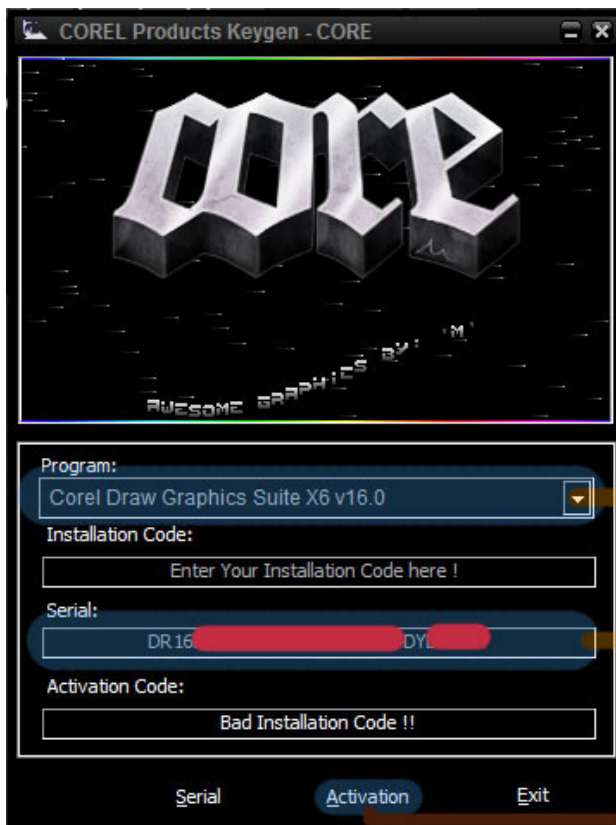 COREL Products Keygen - CORE
core
AWESOME GRAPHICS BY: 'M'
Program:
Corel Draw Graphics Suite X6 v16.0
Installation Code:
Enter Your Installation Code here !
Serial:
DR16
Activation Code:
Bad Installation Code !!
Serial Activation Exit